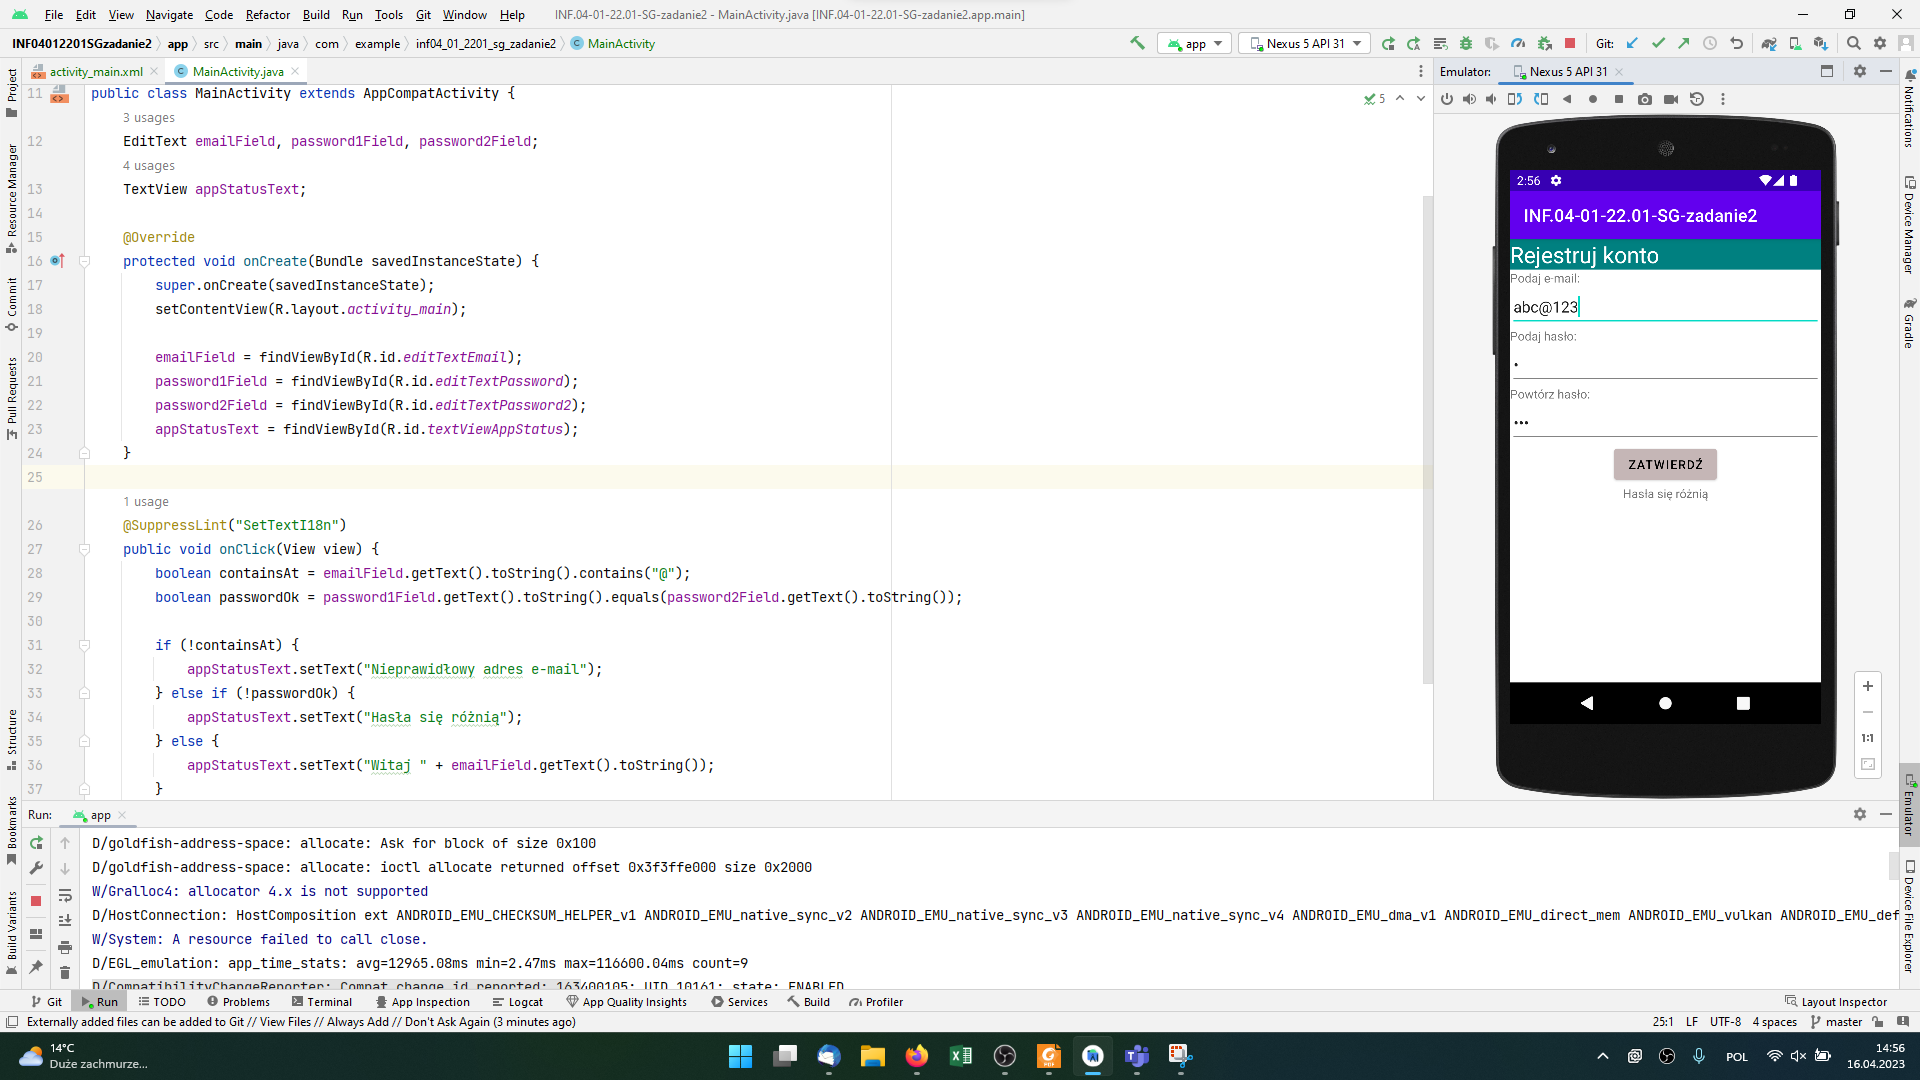 File Edit View Navigate Code Refactor Build Run Tools Git Window Help INF.04-01-22.01-SG-zadanie2 - MainActivity.java [INF.04-01-22.01-SG-zadanie2.app.main]
INF04012201SGzadanie2 app src main java com example inf04_01_2201_sg_zadanie2 MainActivity app Nexus 5 API 31 Git:
activity_main.xml MainActivity.java Emulator: Nexus 5 API 31
Project
Resource Manager
Commit
Pull Requests
Structure
Bookmarks
Build Variants
5
11 public class MainActivity extends AppCompatActivity {
3 usages
12 EditText emailField, password1Field, password2Field;
4 usages
13 TextView appStatusText;
14
15 @Override
16 protected void onCreate(Bundle savedInstanceState) {
17 super.onCreate(savedInstanceState);
18 setContentView(R.layout.activity_main);
19
20 emailField = findViewById(R.id.editTextEmail);
21 password1Field = findViewById(R.id.editTextPassword);
22 password2Field = findViewById(R.id.editTextPassword2);
23 appStatusText = findViewById(R.id.textViewAppStatus);
24 }
25
1 usage
26 @SuppressLint("SetTextI18n")
27 public void onClick(View view) {
28 boolean containsAt = emailField.getText().toString().contains("@");
29 boolean passwordOk = password1Field.getText().toString().equals(password2Field.getText().toString());
30
31 if (!containsAt) {
32 appStatusText.setText("Nieprawidłowy adres e-mail");
33 } else if (!passwordOk) {
34 appStatusText.setText("Hasła się różnią");
35 } else {
36 appStatusText.setText("Witaj " + emailField.getText().toString());
37 }
2:56
INF.04-01-22.01-SG-zadanie2
Rejestruj konto
Podaj e-mail:
abc@123
Podaj hasło:
•
Powtórz hasło:
•••
ZATWIERDŹ
Hasła się różnią
1:1
Notifications
Device Manager
Gradle
Emulator
Device File Explorer
Run: app
D/goldfish-address-space: allocate: Ask for block of size 0x100
D/goldfish-address-space: allocate: ioctl allocate returned offset 0x3f3ffe000 size 0x2000
W/Gralloc4: allocator 4.x is not supported
D/HostConnection: HostComposition ext ANDROID_EMU_CHECKSUM_HELPER_v1 ANDROID_EMU_native_sync_v2 ANDROID_EMU_native_sync_v3 ANDROID_EMU_native_sync_v4 ANDROID_EMU_dma_v1 ANDROID_EMU_direct_mem ANDROID_EMU_vulkan ANDROID_EMU_def
W/System: A resource failed to call close.
D/EGL_emulation: app_time_stats: avg=12965.08ms min=2.47ms max=116600.04ms count=9
D/CompatibilityChangeReporter: Compat change id reported: 163400105; UID 10161; state: ENABLED
Git Run TODO Problems Terminal App Inspection Logcat App Quality Insights Services Build Profiler Layout Inspector
Externally added files can be added to Git // View Files // Always Add // Don't Ask Again (3 minutes ago) 25:1 LF UTF-8 4 spaces master
14°C
Duże zachmurze...
POL
14:56
16.04.2023